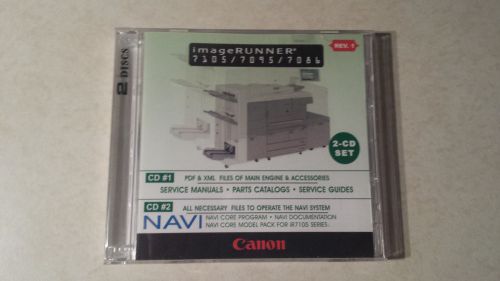 2 DISCS
imageRUNNER®
7105/7095/7086
REV. 1
2-CD
SET
CD #1 PDF & XML FILES OF MAIN ENGINE & ACCESSORIES
SERVICE MANUALS • PARTS CATALOGS • SERVICE GUIDES
CD #2 ALL NECESSARY FILES TO OPERATE THE NAVI SYSTEM
NAVI NAVI CORE PROGRAM • NAVI DOCUMENTATION
NAVI CORE MODEL PACK FOR iR7105 SERIES
Canon